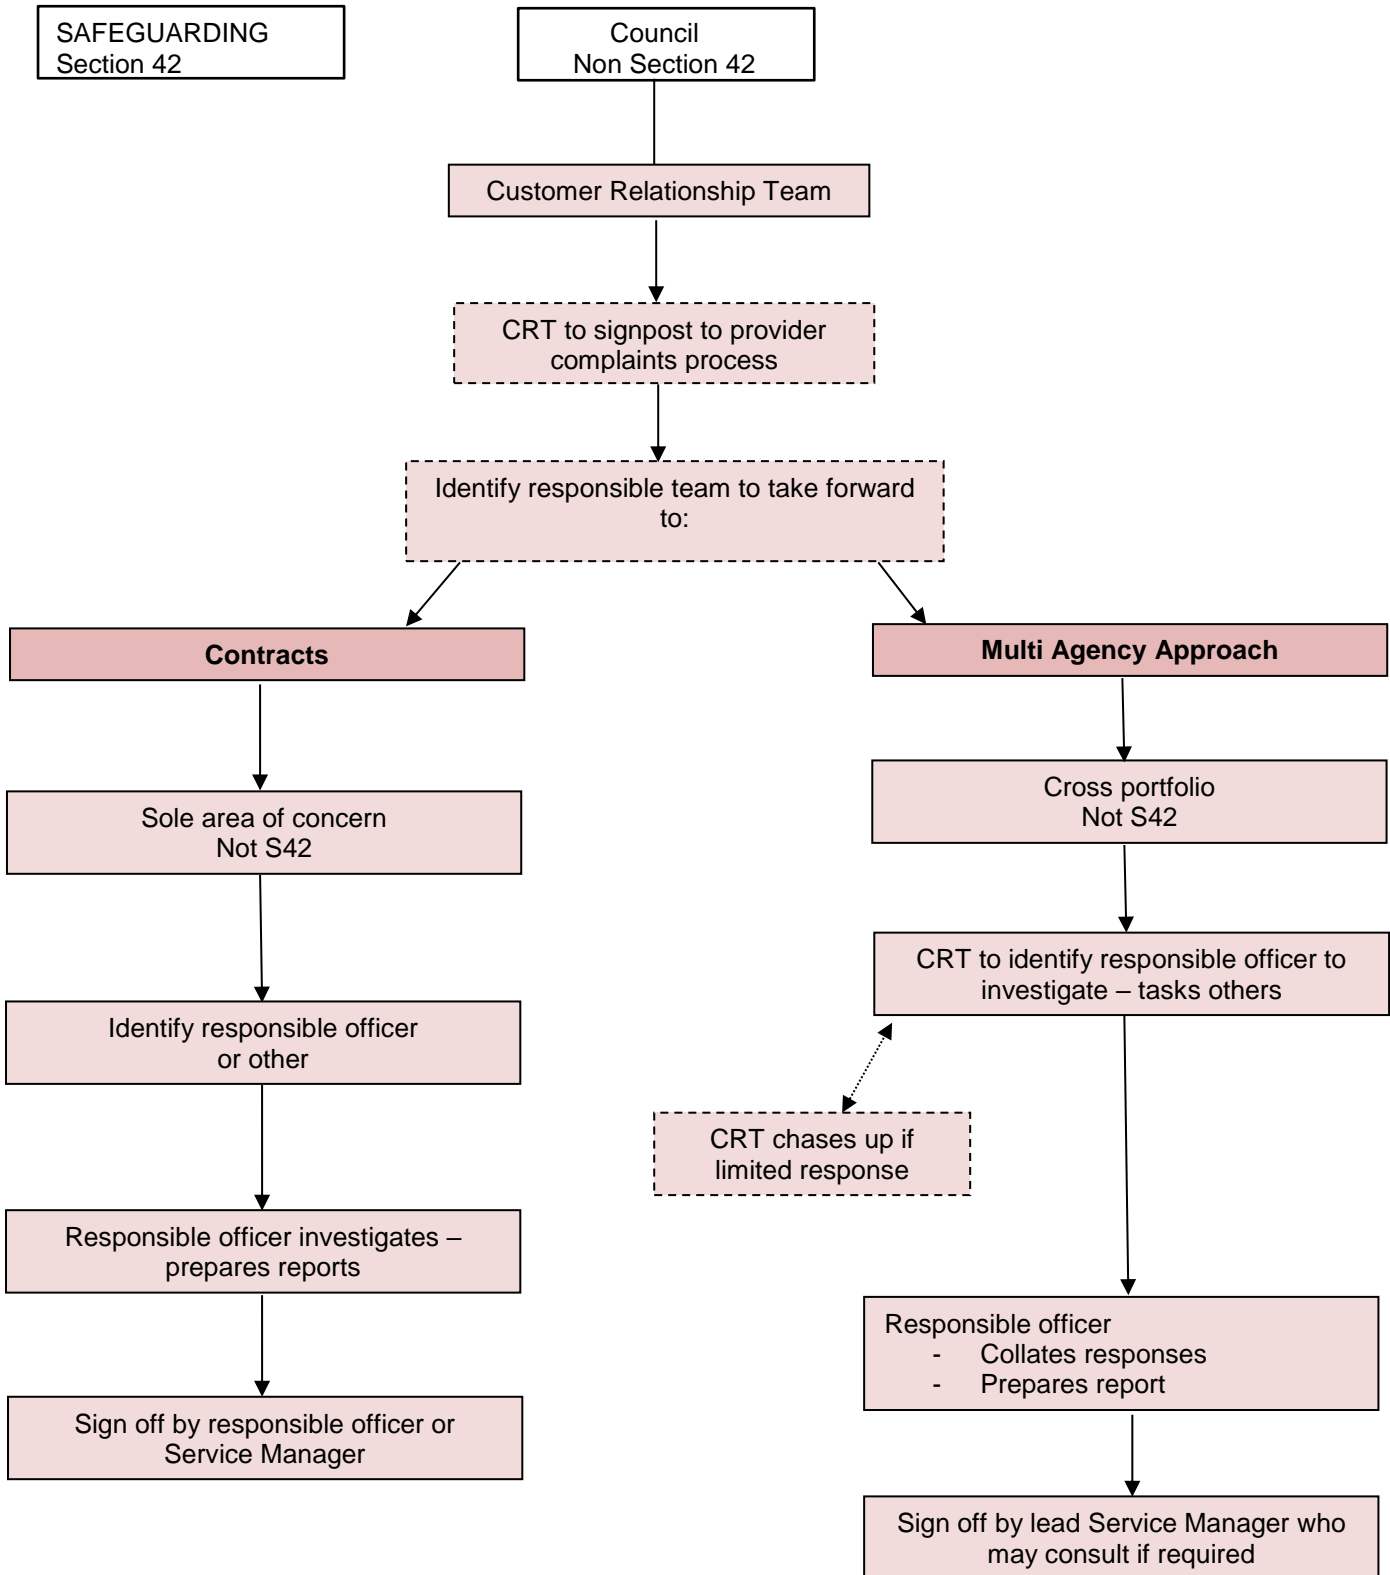 SAFEGUARDING
Section 42
Council
Non Section 42
Customer Relationship Team
CRT to signpost to provider
complaints process
Identify responsible team to take forward
to:
Contracts
Sole area of concern
Not S42
Identify responsible officer
or other
Responsible officer investigates –
prepares reports
Sign off by responsible officer or
Service Manager
Multi Agency Approach
Cross portfolio
Not S42
CRT to identify responsible officer to
investigate – tasks others
CRT chases up if
limited response
Responsible officer
- Collates responses
- Prepares report
Sign off by lead Service Manager who
may consult if required